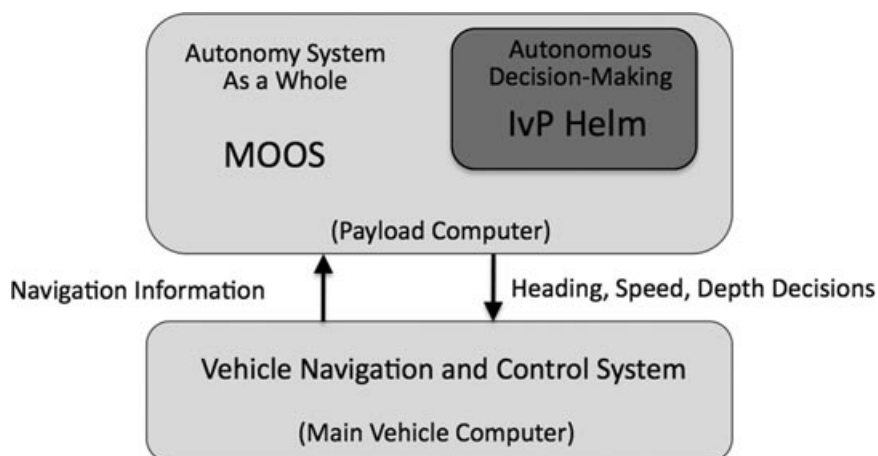 Autonomy System
As a Whole
MOOS
Autonomous
Decision-Making
IvP Helm
(Payload Computer)
Navigation Information
Heading, Speed, Depth Decisions
Vehicle Navigation and Control System
(Main Vehicle Computer)